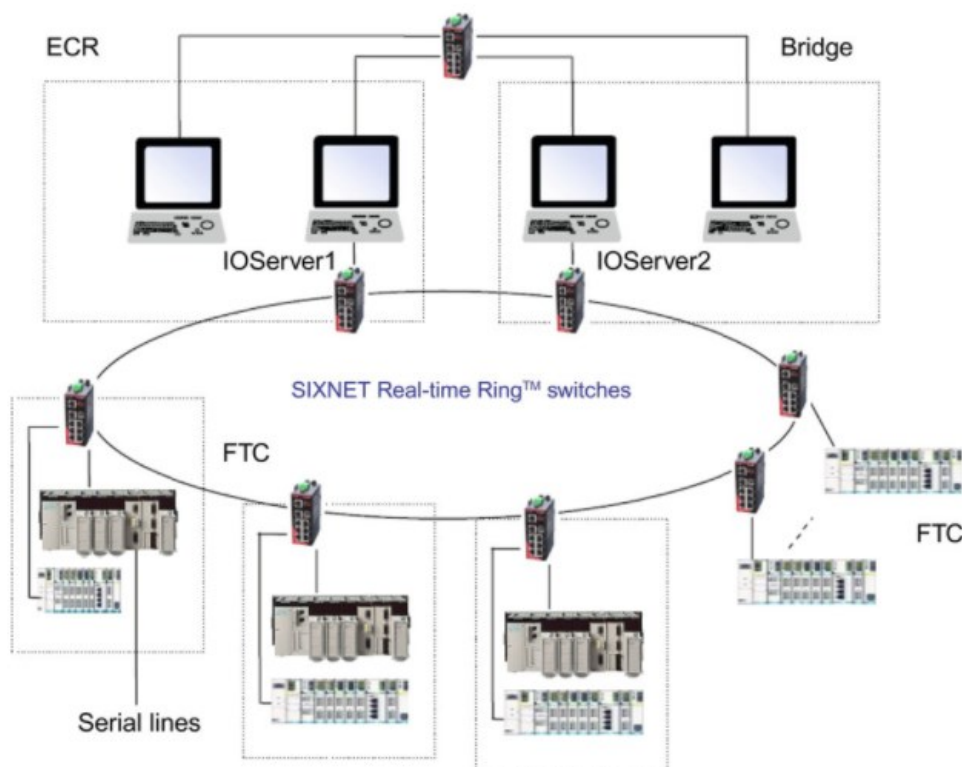 ECR
Bridge
IOServer1
IOServer2
SIXNET Real-time Ring™ switches
FTC
FTC
Serial lines